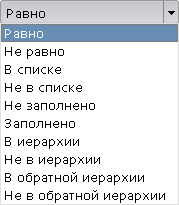 Равно
Равно
Не равно
В списке
Не в списке
Не заполнено
Заполнено
В иерархии
Не в иерархии
В обратной иерархии
Не в обратной иерархии